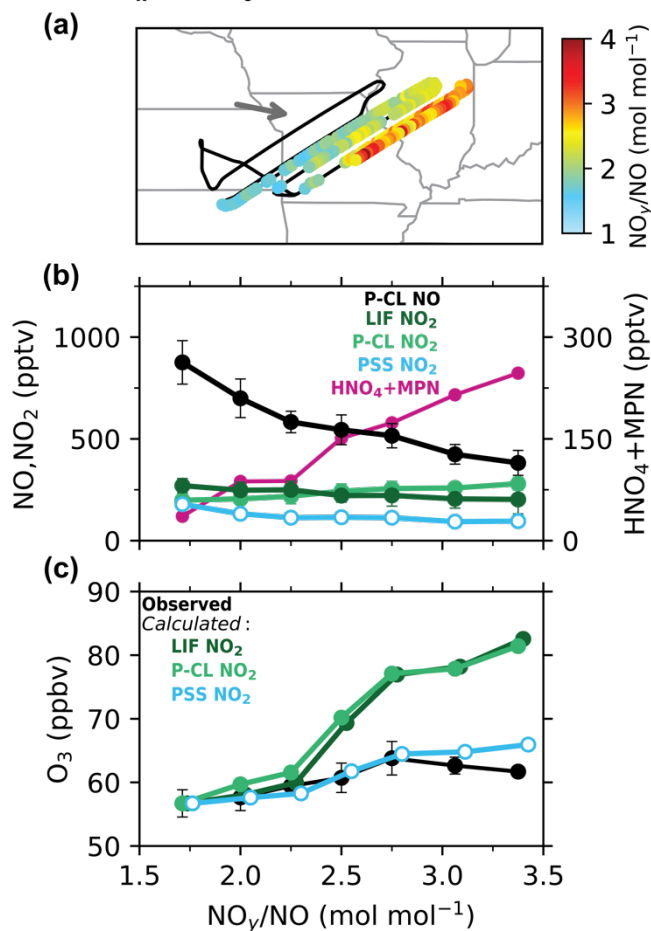 (a)
4
3
2
1
NOy/NO (mol mol⁻¹)
(b)
P-CL NO
LIF NO₂
P-CL NO₂
PSS NO₂
HNO₄+MPN
1000
500
0
NO,NO₂ (pptv)
300
150
0
HNO₄+MPN (pptv)
(c)
Observed
Calculated :
LIF NO₂
P-CL NO₂
PSS NO₂
90
80
70
60
50
O₃ (ppbv)
1.5 2.0 2.5 3.0 3.5
NOy/NO (mol mol⁻¹)